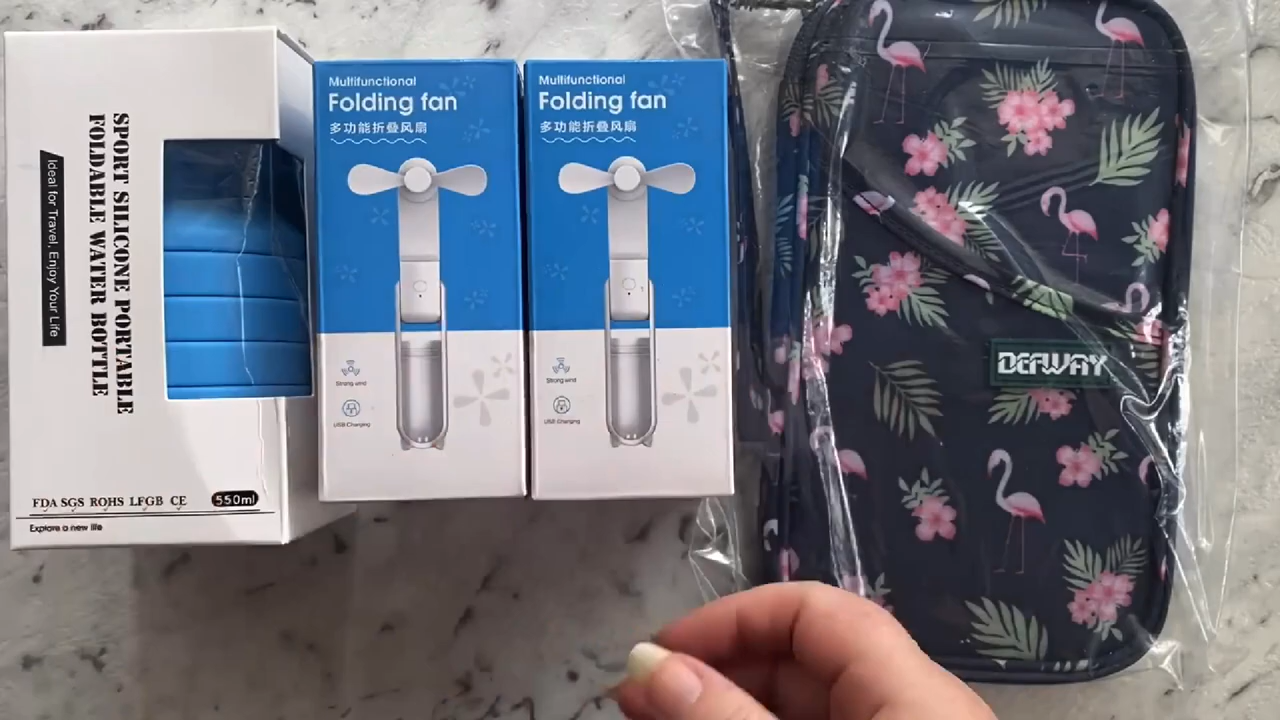 SPORT SILICONE PORTABLE
FOLDABLE WATER BOTTLE
Ideal for Travel, Enjoy Your Life
FDA SGS ROHS LFGB CE
550ml
Explore a new life
Multifunctional
Folding fan
多功能折叠风扇
Strong wind
USB Charging
Multifunctional
Folding fan
多功能折叠风扇
Strong wind
USB Charging
DEFWAY